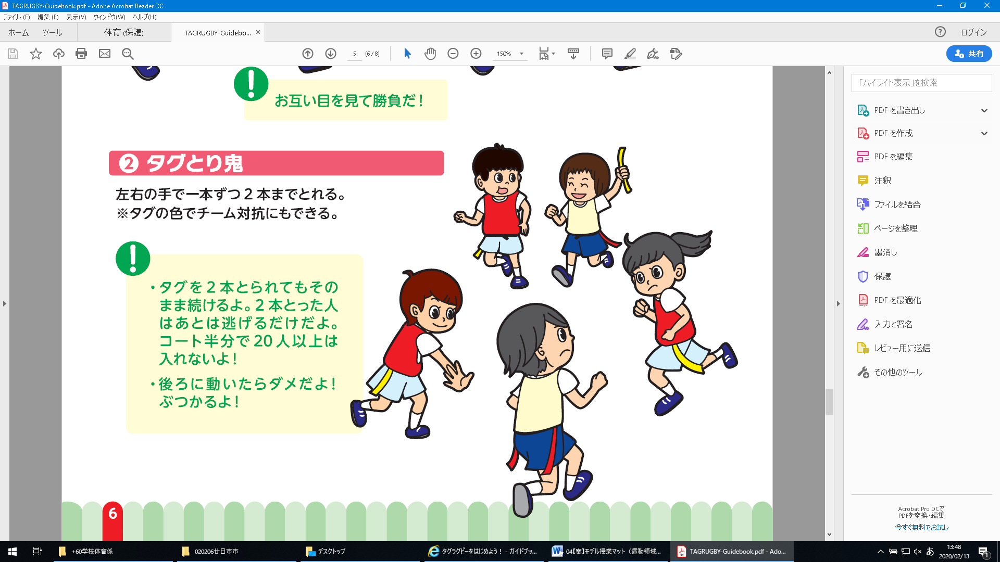 TAGRUGBY-Guidebook.pdf - Adobe Acrobat Reader DC
ファイル(F) 編集(E) 表示(V) ウィンドウ(W) ヘルプ(H)
ホーム ツール 体育 (保護) TAGRUGBY-Guidebo... × ? ログイン
5 (6 / 8) 150% 共有
「ハイライト表示」を検索
PDF を書き出し
PDF を作成
PDF を編集
注釈
ファイルを結合
ページを整理
墨消し
保護
PDF を最適化
入力と署名
レビュー用に送信
その他のツール
Acrobat Pro DCで
PDFを変換・編集
今すぐ無料でお試し
!
お互い目を見て勝負だ！
2 タグとり鬼
左右の手で一本ずつ２本までとれる。
※タグの色でチーム対抗にもできる。
!
・タグを２本とられてもその
まま続けるよ。２本とった人
はあとは逃げるだけだよ。
コート半分で20人以上は
入れないよ！
・後ろに動いたらダメだよ！
ぶつかるよ！
6
+60学校体育係 020206廿日市市 デスクトップ タグラグビーをはじめよう！ - ガイドブッ... 04【案】モデル授業マット（運動領域... TAGRUGBY-Guidebook.pdf - Ado... あ 13:48
2020/02/13 1